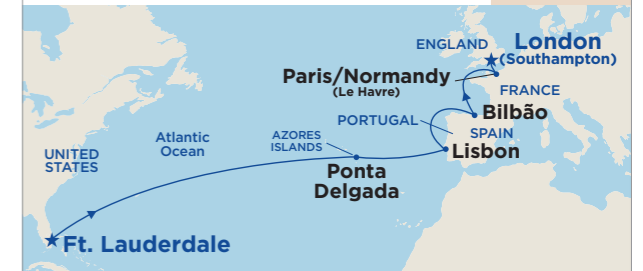 ENGLAND
London
(Southampton)
Paris/Normandy
(Le Havre)
FRANCE
Bilbão
PORTUGAL
SPAIN
Lisbon
Atlantic
Ocean
AZORES
ISLANDS
UNITED
STATES
Ponta
Delgada
Ft. Lauderdale